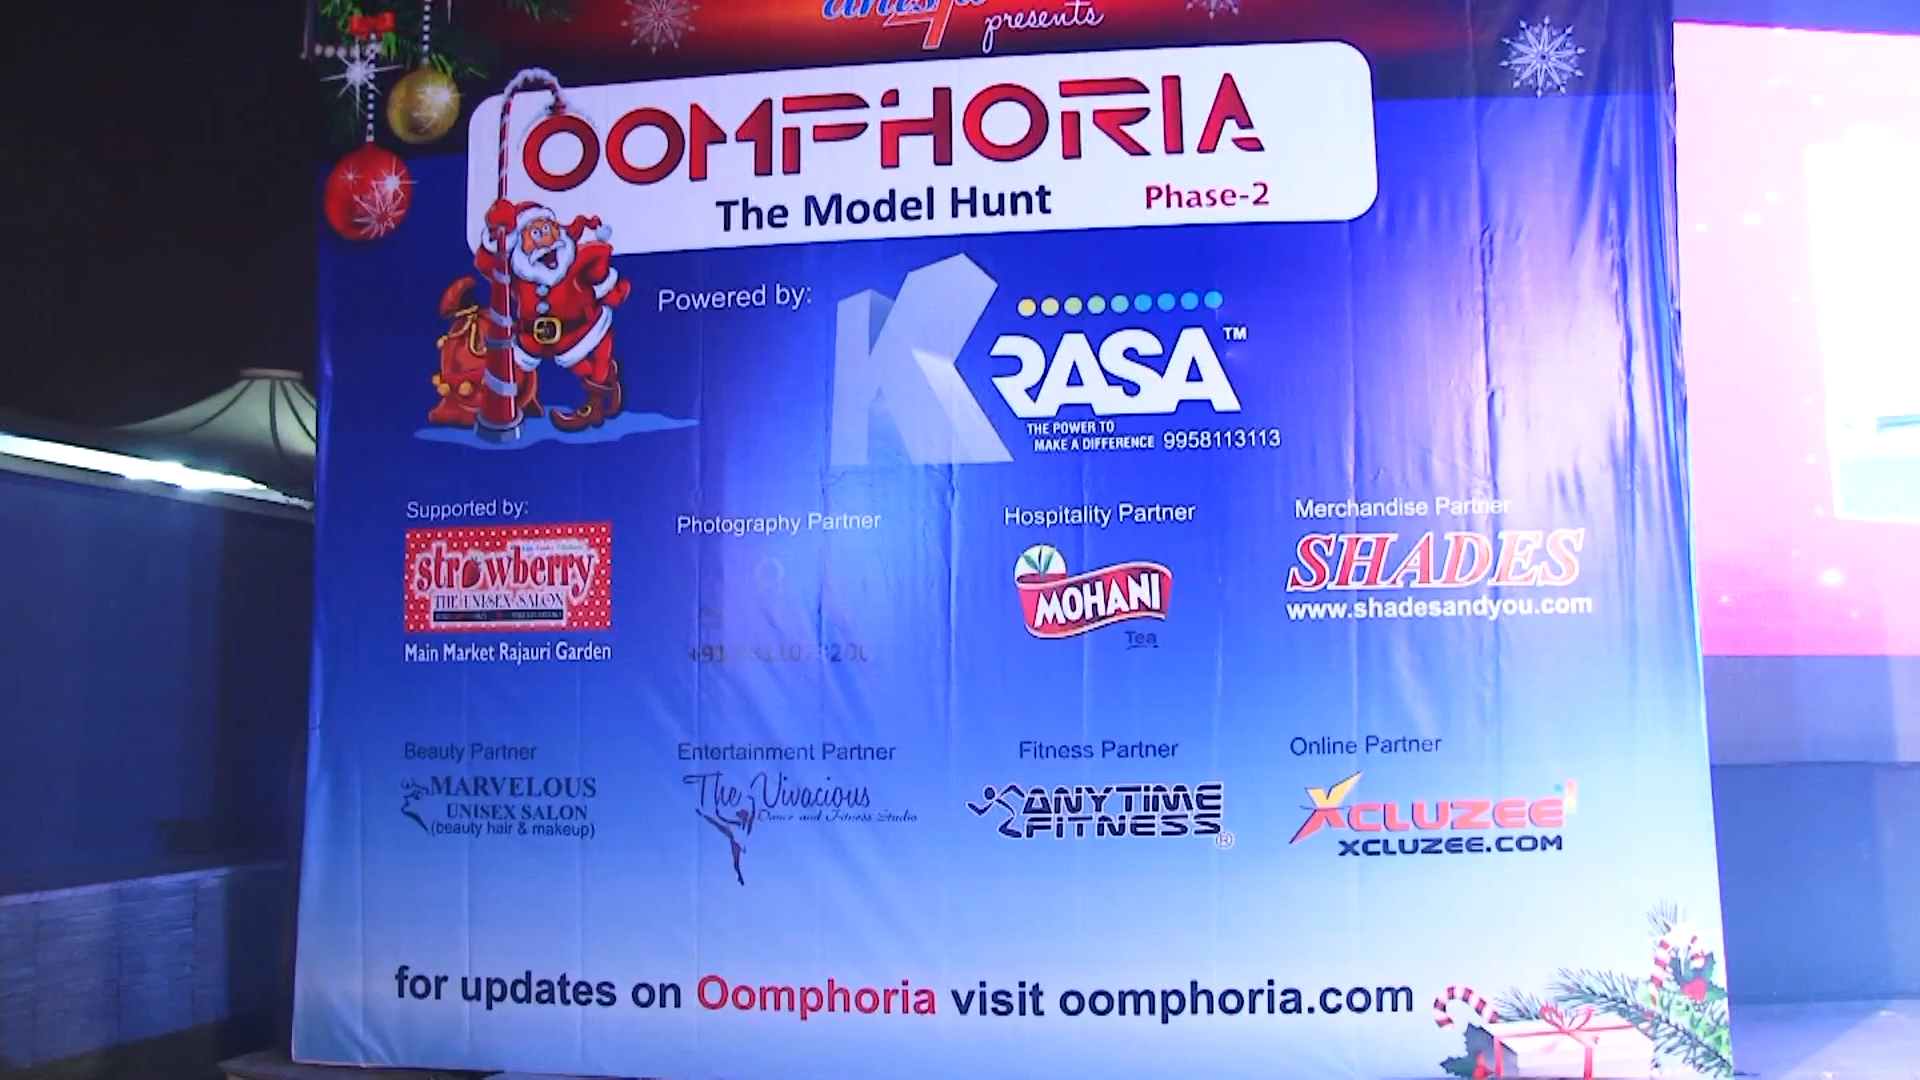 presents
OOMPHORIA
The Model Hunt Phase-2
Powered by:
KRASA™
THE POWER TO
MAKE A DIFFERENCE 9958113113
Supported by:
strawberry
THE UNISEX SALON
Main Market Rajauri Garden
Photography Partner
Hospitality Partner
MOHANI
Tea
Merchandise Partner
SHADES
www.shadesandyou.com
Beauty Partner
MARVELOUS
UNISEX SALON
(beauty hair & makeup)
Entertainment Partner
The Vivacious
Dance and Fitness Studio
Fitness Partner
ANYTIME
FITNESS®
Online Partner
XCLUZEE
XCLUZEE.COM
for updates on Oomphoria visit oomphoria.com